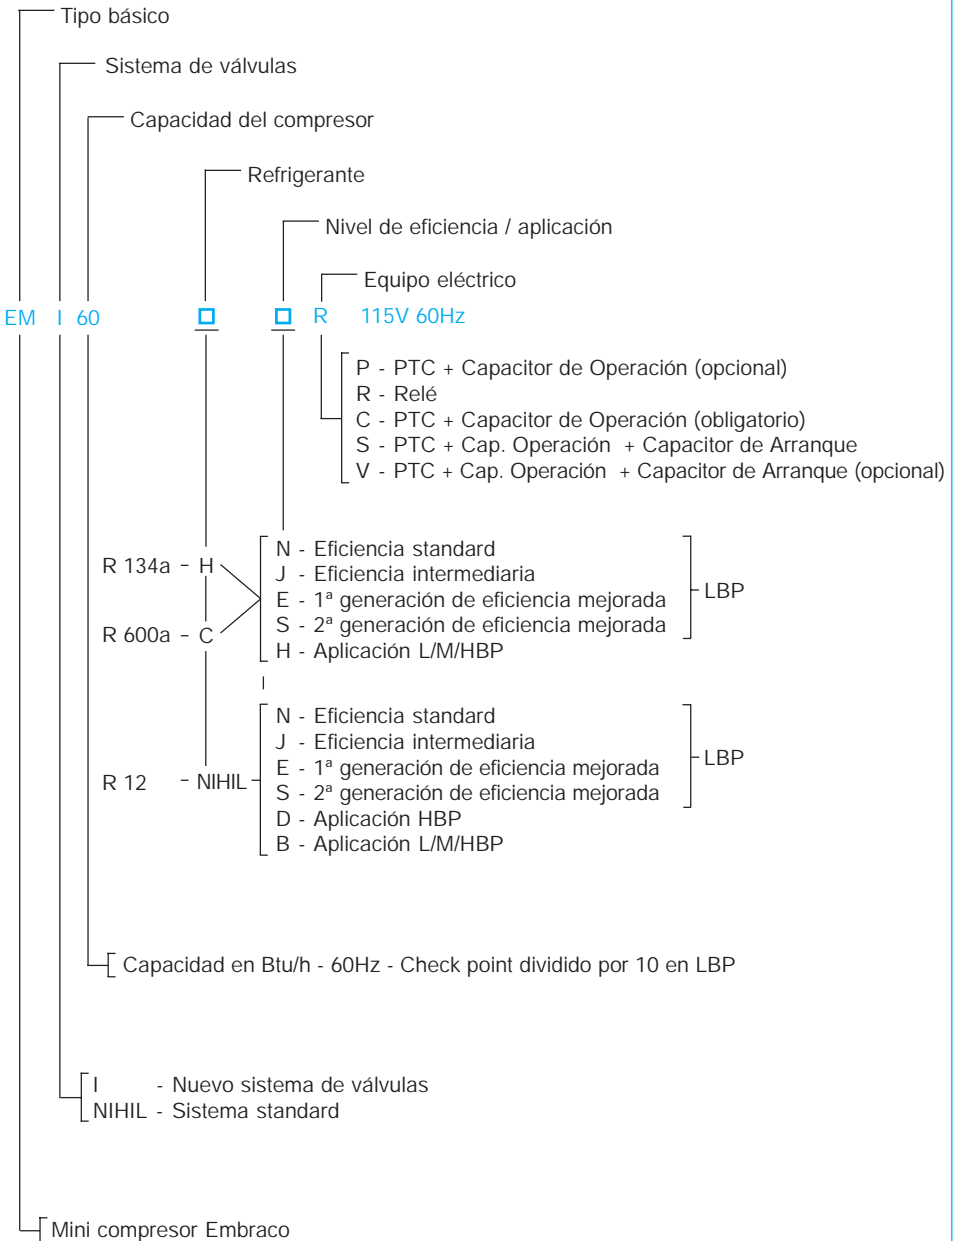 Tipo básico
Sistema de válvulas
Capacidad del compresor
Refrigerante
Nivel de eficiencia / aplicación
Equipo eléctrico
EM I 60 R 115V 60Hz
P - PTC + Capacitor de Operación (opcional)
R - Relé
C - PTC + Capacitor de Operación (obligatorio)
S - PTC + Cap. Operación + Capacitor de Arranque
V - PTC + Cap. Operación + Capacitor de Arranque (opcional)
N - Eficiencia standard
R 134a - H
J - Eficiencia intermediaria
E - 1ª generación de eficiencia mejorada
LBP
S - 2ª generación de eficiencia mejorada
R 600a - C
H - Aplicación L/M/HBP
N - Eficiencia standard
J - Eficiencia intermediaria
E - 1ª generación de eficiencia mejorada
LBP
R 12 - NIHIL
S - 2ª generación de eficiencia mejorada
D - Aplicación HBP
B - Aplicación L/M/HBP
Capacidad en Btu/h - 60Hz - Check point dividido por 10 en LBP
I - Nuevo sistema de válvulas
NIHIL - Sistema standard
Mini compresor Embraco